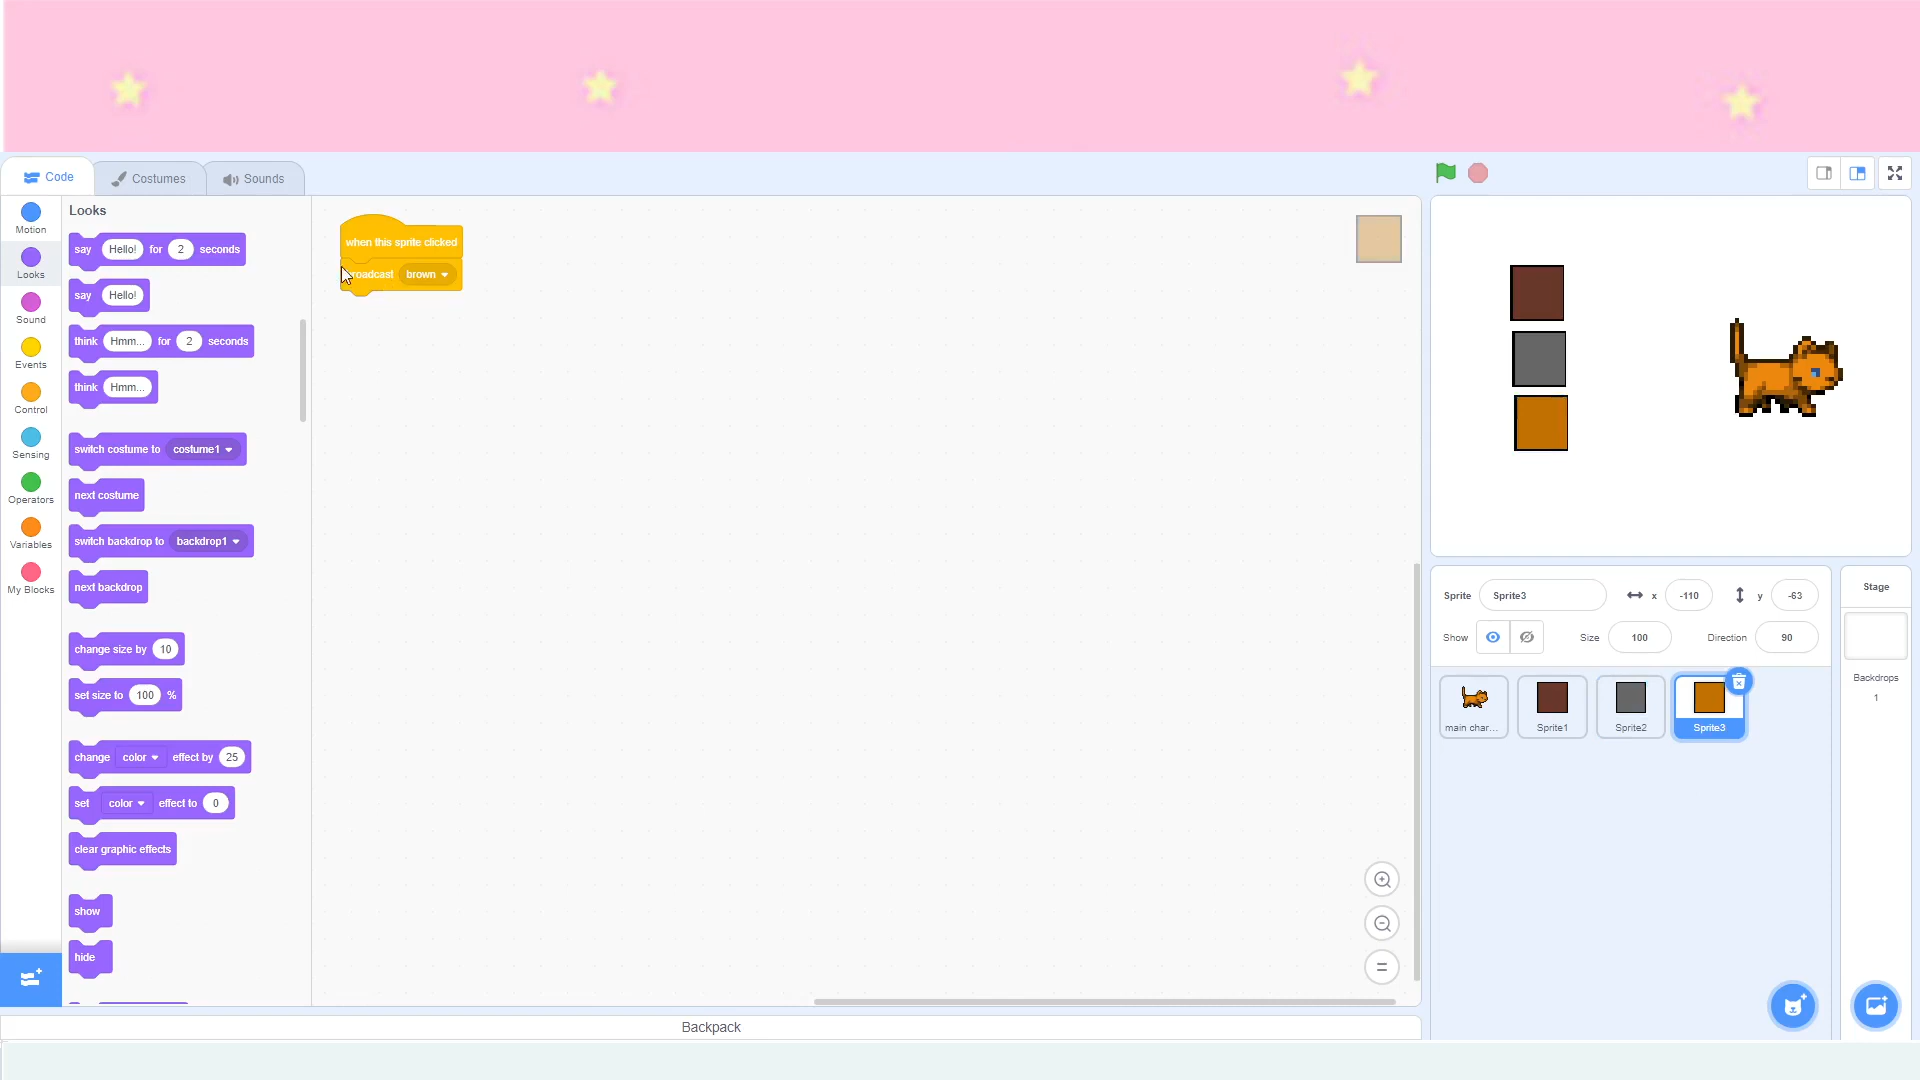 Code
Costumes
Sounds
Motion
Looks
Sound
Events
Control
Sensing
Operators
Variables
My Blocks
Looks
say Hello! for 2 seconds
say Hello!
think Hmm... for 2 seconds
think Hmm...
switch costume to costume1
next costume
switch backdrop to backdrop1
next backdrop
change size by 10
set size to 100 %
change color effect by 25
set color effect to 0
clear graphic effects
show
hide
when this sprite clicked
roadcast brown
Backpack
Sprite Sprite3 x -110 y -63
Show Size 100 Direction 90
main char...
Sprite1
Sprite2
Sprite3
Stage
Backdrops
1